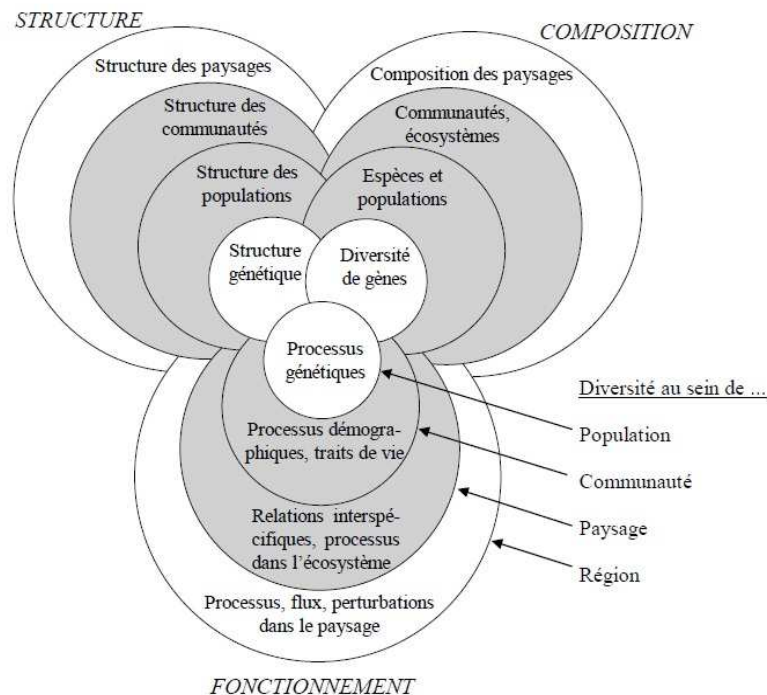 STRUCTURE
COMPOSITION
Structure des paysages
Composition des paysages
Structure des
communautés
Communautés,
écosystèmes
Structure des
populations
Espèces et
populations
Structure
génétique
Diversité
de gènes
Processus
génétiques
Diversité au sein de ...
Population
Processus démogra-
phiques, traits de vie
Communauté
Relations interspé-
cifiques, processus
dans l'écosystème
Paysage
Région
Processus, flux, perturbations
dans le paysage
FONCTIONNEMENT